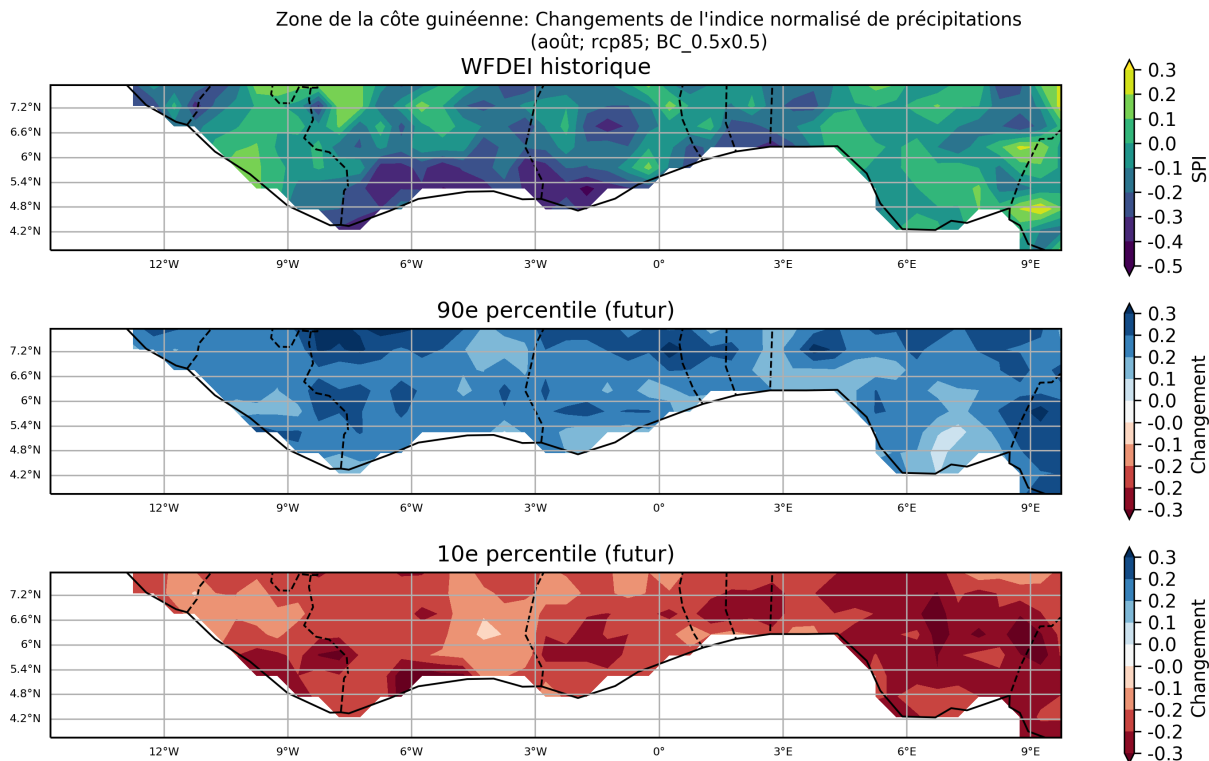 Zone de la côte guinéenne: Changements de l'indice normalisé de précipitations
(août; rcp85; BC_0.5x0.5)
WFDEI historique
7.2°N
6.6°N
6°N
5.4°N
4.8°N
4.2°N
12°W 9°W 6°W 3°W 0° 3°E 6°E 9°E
0.3
0.2
0.1
0.0
-0.1
-0.2
-0.3
-0.4
-0.5
SPI
90e percentile (futur)
7.2°N
6.6°N
6°N
5.4°N
4.8°N
4.2°N
12°W 9°W 6°W 3°W 0° 3°E 6°E 9°E
0.3
0.2
0.2
0.1
0.0
-0.0
-0.1
-0.2
-0.2
-0.3
Changement
10e percentile (futur)
7.2°N
6.6°N
6°N
5.4°N
4.8°N
4.2°N
12°W 9°W 6°W 3°W 0° 3°E 6°E 9°E
0.3
0.2
0.2
0.1
0.0
-0.0
-0.1
-0.2
-0.2
-0.3
Changement